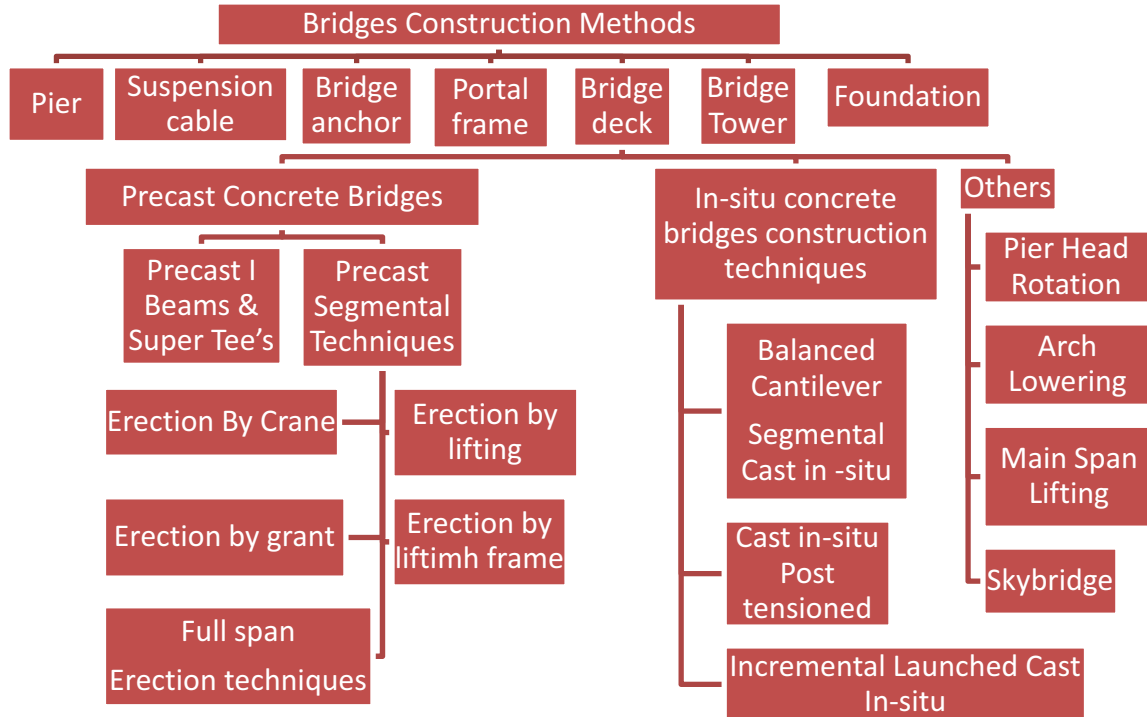 Bridges Construction Methods
Pier
Suspension
cable
Bridge
anchor
Portal
frame
Bridge
deck
Bridge
Tower
Foundation
Precast Concrete Bridges
In-situ concrete
bridges construction
techniques
Others
Precast I
Beams &
Super Tee’s
Precast
Segmental
Techniques
Erection By Crane
Erection by
lifting
Erection by grant
Erection by
liftimh frame
Full span
Erection techniques
Balanced
Cantilever
Segmental
Cast in -situ
Cast in-situ
Post
tensioned
Incremental Launched Cast
In-situ
Pier Head
Rotation
Arch
Lowering
Main Span
Lifting
Skybridge